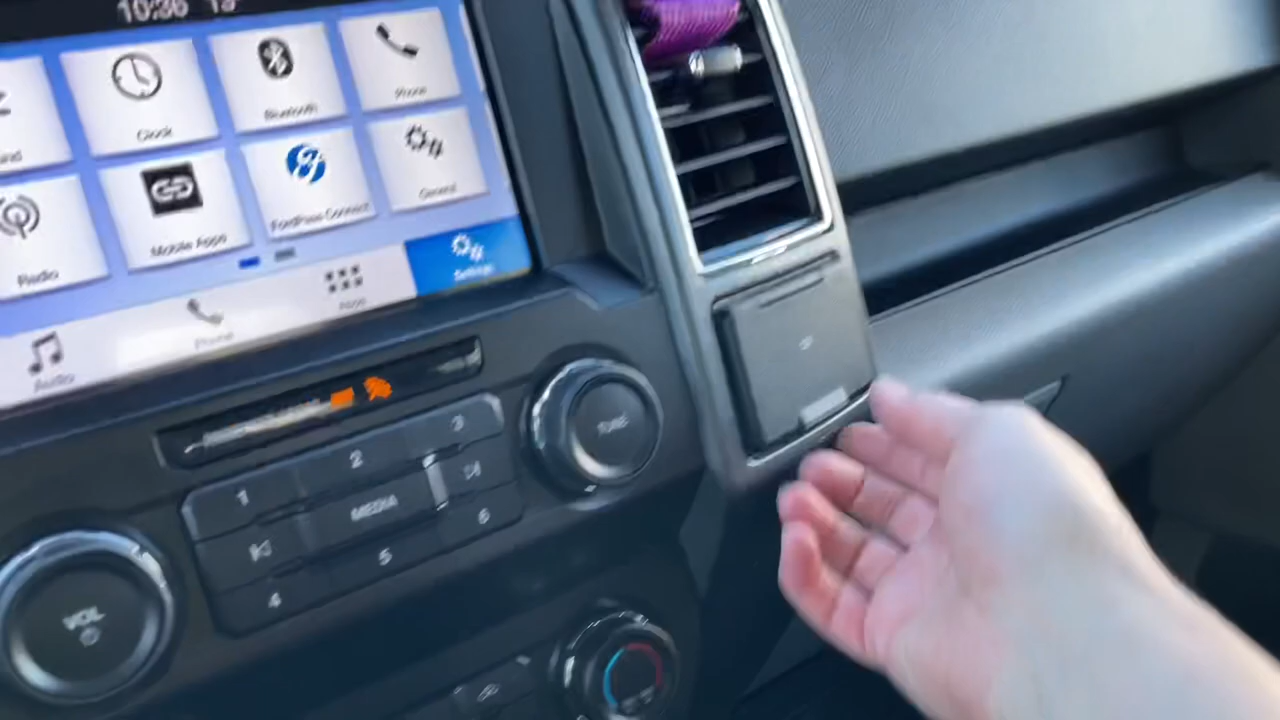 10:36
Clock
Bluetooth
Phone
Radio
Mobile Apps
FordPass Connect
General
Audio
Phone
Apps
Settings
1
2
3
MEDIA
4
5
6
TUNE
VOL